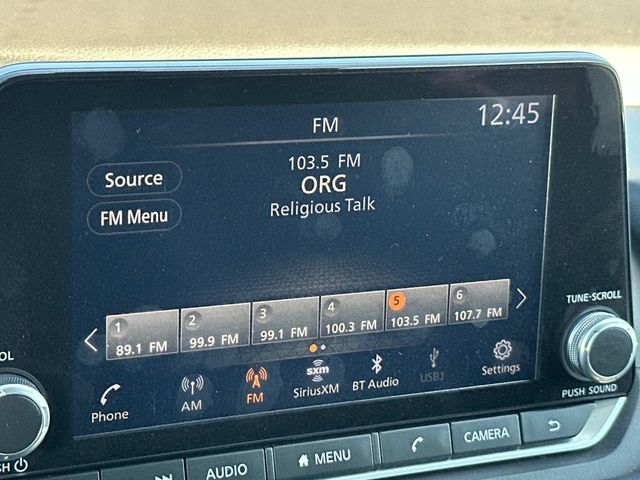 FM
12:45
Source
103.5 FM
ORG
Religious Talk
FM Menu
1 2 3 4 5 6
89.1 FM 99.9 FM 99.1 FM 100.3 FM 103.5 FM 107.7 FM
Phone AM FM sxm SiriusXM BT Audio Settings
TUNE·SCROLL
PUSH SOUND
OL
SH
AUDIO MENU CAMERA